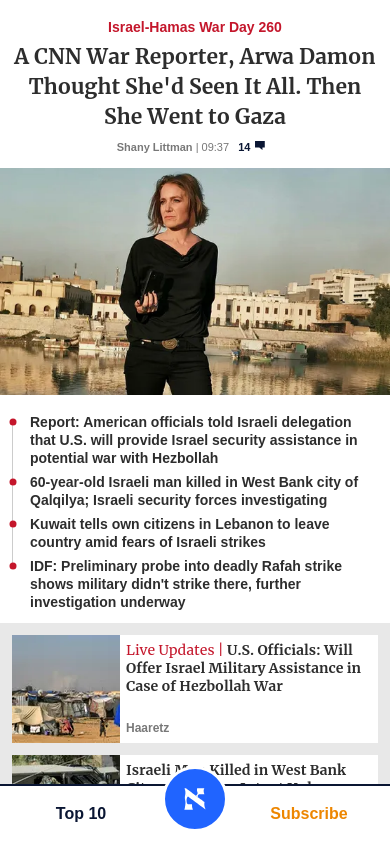 Israel-Hamas War Day 260
A CNN War Reporter, Arwa Damon
Thought She'd Seen It All. Then
She Went to Gaza
Shany Littman | 09:37 14
Report: American officials told Israeli delegation
that U.S. will provide Israel security assistance in
potential war with Hezbollah
60-year-old Israeli man killed in West Bank city of
Qalqilya; Israeli security forces investigating
Kuwait tells own citizens in Lebanon to leave
country amid fears of Israeli strikes
IDF: Preliminary probe into deadly Rafah strike
shows military didn't strike there, further
investigation underway
Live Updates | U.S. Officials: Will
Offer Israel Military Assistance in
Case of Hezbollah War
Haaretz
Israeli Killed in West Bank
Top 10
Subscribe